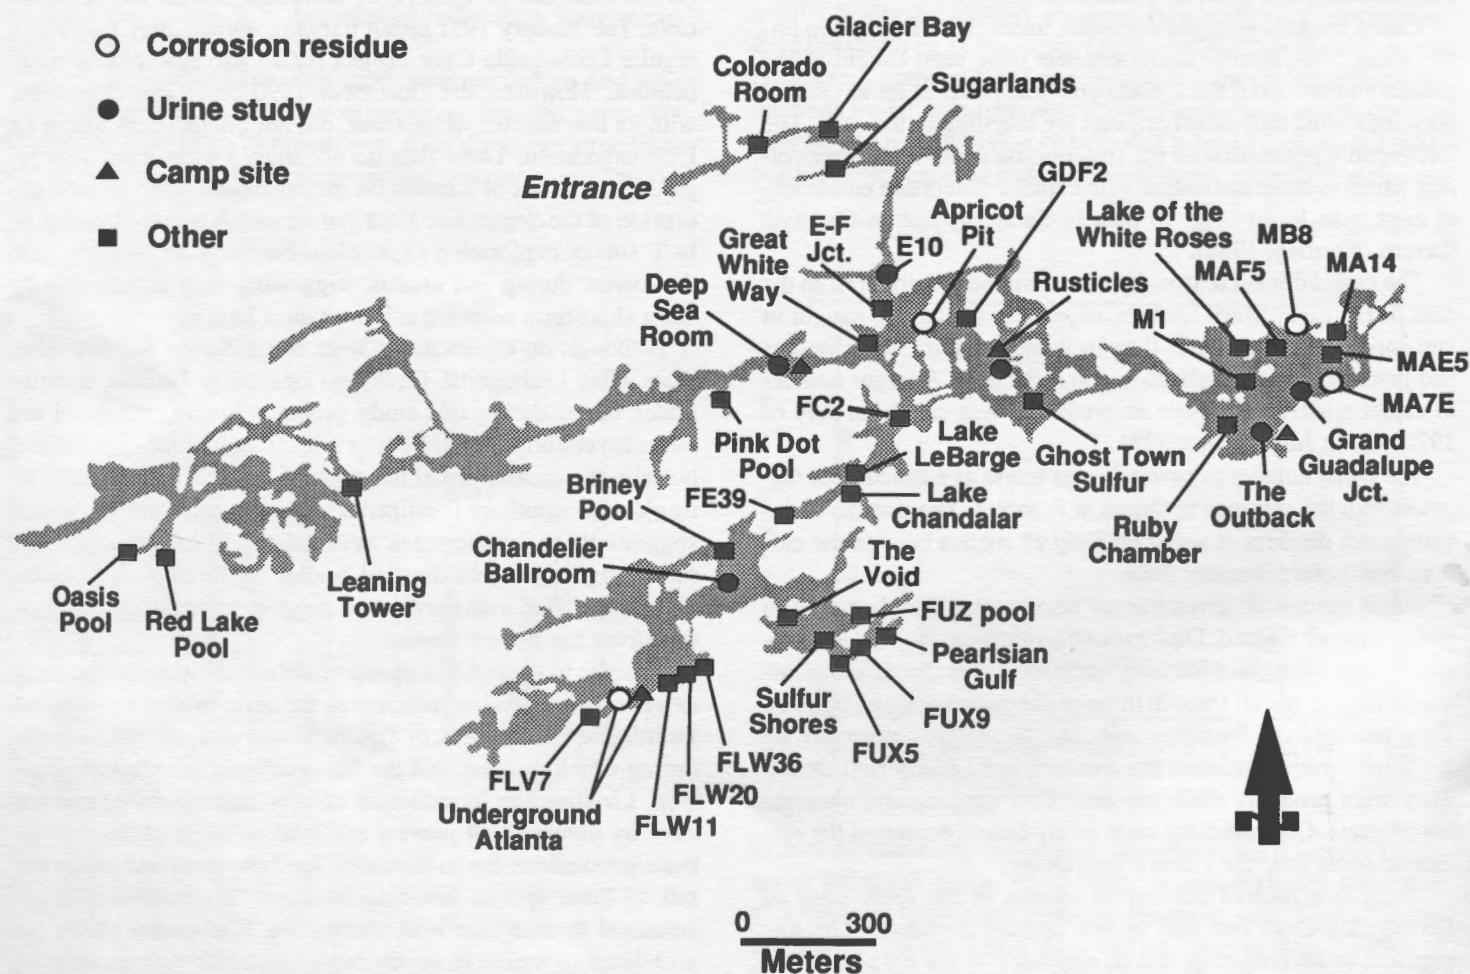 Corrosion residue
Urine study
Camp site
Other
Glacier Bay
Colorado
Room
Sugarlands
Entrance
GDF2
Apricot
Pit
E-F
Jct.
E10
Great
White
Way
Deep
Sea
Room
Rusticles
Lake of the
White Roses
MB8
MAF5
MA14
M1
MAE5
MA7E
FC2
Pink Dot
Pool
Lake
LeBarge
Ghost Town
Sulfur
Grand
Guadalupe
Jct.
The
Outback
Ruby
Chamber
Briney
Pool
FE39
Lake
Chandalar
Chandelier
Ballroom
The
Void
Leaning
Tower
Oasis
Pool
Red Lake
Pool
FUZ pool
Pearlsian
Gulf
Sulfur
Shores
FUX9
FUX5
FLV7
FLW36
FLW20
FLW11
Underground
Atlanta
0 300
Meters